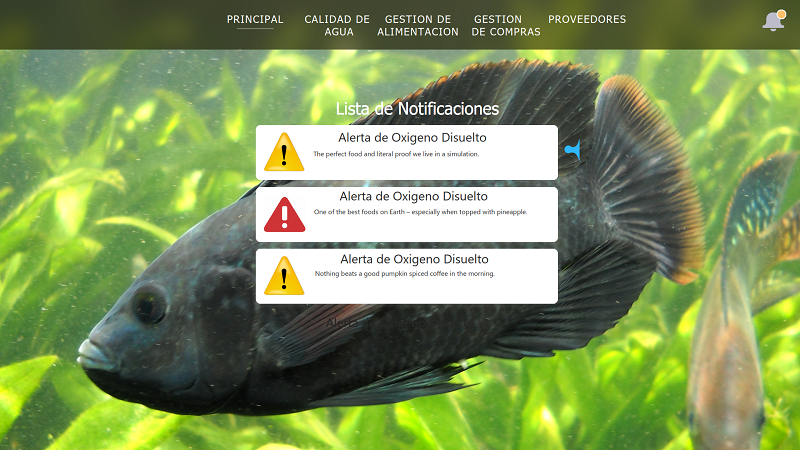 PRINCIPAL
CALIDAD DE AGUA
GESTION DE ALIMENTACION
GESTION DE COMPRAS
PROVEEDORES
Lista de Notificaciones
Alerta de Oxigeno Disuelto
The perfect food and literal proof we live in a simulation.
Alerta de Oxigeno Disuelto
One of the best foods on Earth – especially when topped with pineapple.
Alerta de Oxigeno Disuelto
Nothing beats a good pumpkin spiced coffee in the morning.
Alerta